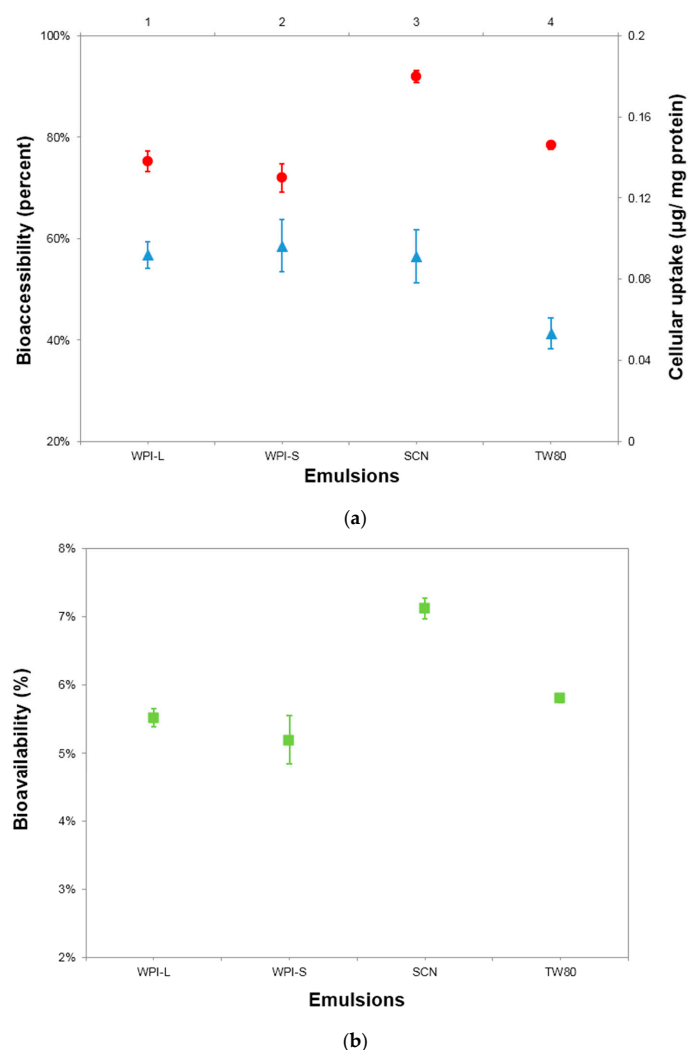 1 2 3 4
100% 0.2
80% 0.16
0.12
60%
0.08
40%
0.04
20% 0
Bioaccessibility (percent)
Cellular uptake (µg/ mg protein)
WPI-L WPI-S SCN TW80
Emulsions
(a)
8%
7%
6%
5%
4%
3%
2%
Bioavailability (%)
WPI-L WPI-S SCN TW80
Emulsions
(b)